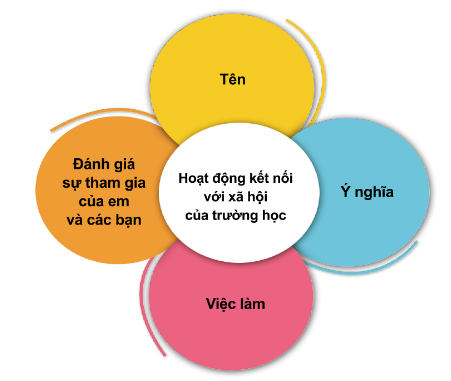 Tên
Đánh giá
sự tham gia
của em
và các bạn
Hoạt động kết nối
với xã hội
của trường học
Ý nghĩa
Việc làm